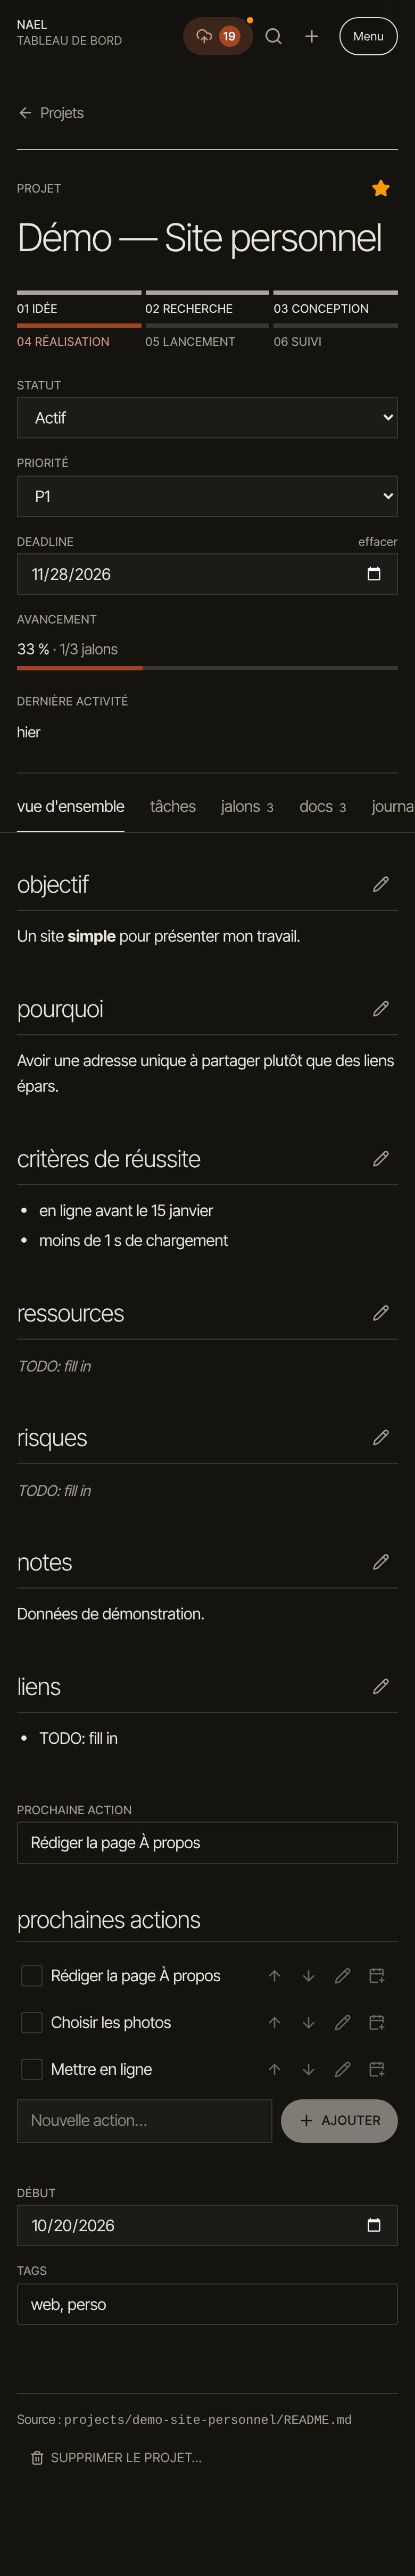 NAEL
TABLEAU DE BORD
19
Menu
Projets
PROJET
Démo — Site personnel
01 IDÉE
02 RECHERCHE
03 CONCEPTION
04 RÉALISATION
05 LANCEMENT
06 SUIVI
STATUT
Actif
PRIORITÉ
P1
DEADLINE
effacer
11/28/2026
AVANCEMENT
33 % · 1/3 jalons
DERNIÈRE ACTIVITÉ
hier
vue d'ensemble
tâches
jalons 3
docs 3
journa
objectif
Un site simple pour présenter mon travail.
pourquoi
Avoir une adresse unique à partager plutôt que des liens
épars.
critères de réussite
• en ligne avant le 15 janvier
• moins de 1 s de chargement
ressources
TODO: fill in
risques
TODO: fill in
notes
Données de démonstration.
liens
• TODO: fill in
PROCHAINE ACTION
Rédiger la page À propos
prochaines actions
Rédiger la page À propos
Choisir les photos
Mettre en ligne
Nouvelle action…
AJOUTER
DÉBUT
10/20/2026
TAGS
web, perso
Source : projects/demo-site-personnel/README.md
SUPPRIMER LE PROJET…